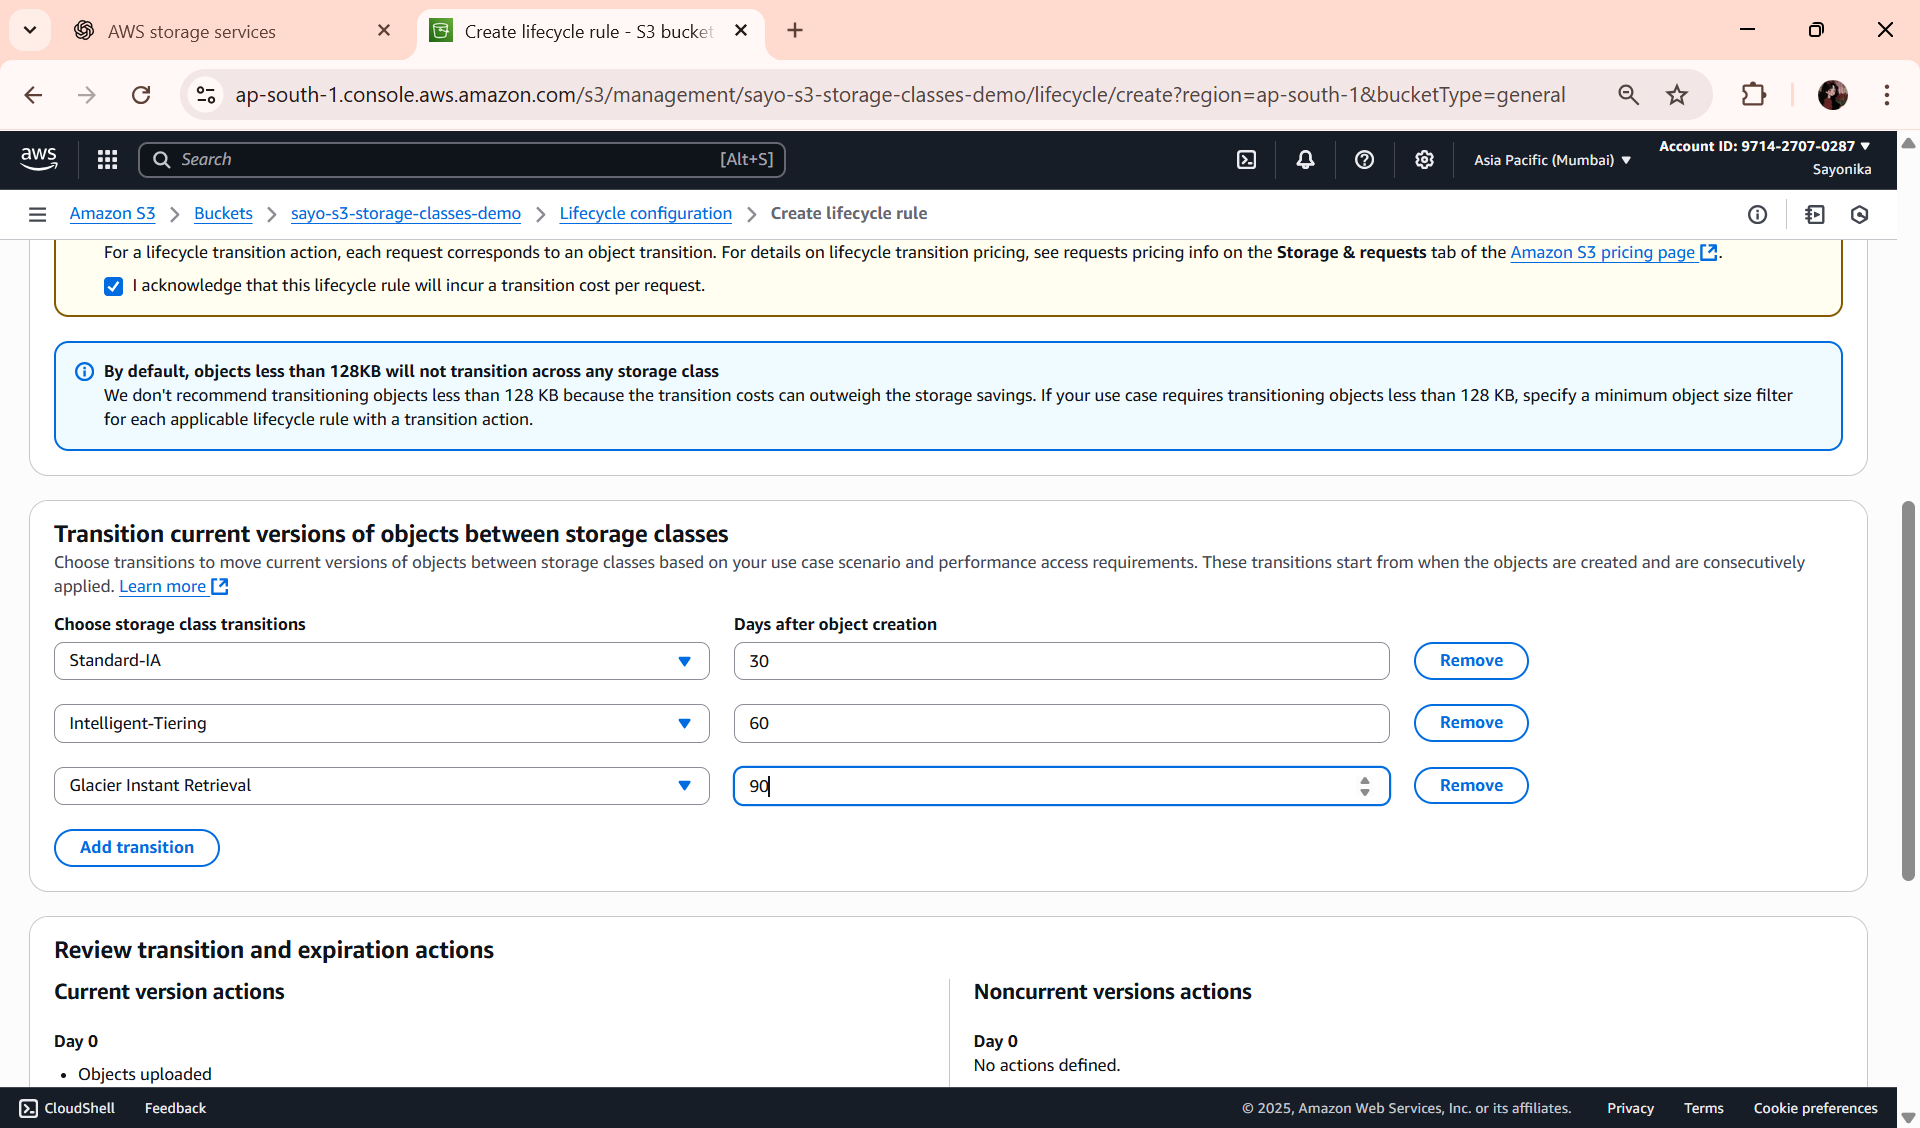 AWS storage services
Create lifecycle rule - S3 bucket
ap-south-1.console.aws.amazon.com/s3/management/sayo-s3-storage-classes-demo/lifecycle/create?region=ap-south-1&bucketType=general
aws
Search [Alt+S]
Asia Pacific (Mumbai)
Account ID: 9714-2707-0287
Sayonika
Amazon S3 > Buckets > sayo-s3-storage-classes-demo > Lifecycle configuration > Create lifecycle rule
For a lifecycle transition action, each request corresponds to an object transition. For details on lifecycle transition pricing, see requests pricing info on the Storage & requests tab of the Amazon S3 pricing page.
I acknowledge that this lifecycle rule will incur a transition cost per request.
By default, objects less than 128KB will not transition across any storage class
We don't recommend transitioning objects less than 128 KB because the transition costs can outweigh the storage savings. If your use case requires transitioning objects less than 128 KB, specify a minimum object size filter
for each applicable lifecycle rule with a transition action.
Transition current versions of objects between storage classes
Choose transitions to move current versions of objects between storage classes based on your use case scenario and performance access requirements. These transitions start from when the objects are created and are consecutively
applied. Learn more
Choose storage class transitions Days after object creation
Standard-IA 30 Remove
Intelligent-Tiering 60 Remove
Glacier Instant Retrieval 90 Remove
Add transition
Review transition and expiration actions
Current version actions
Day 0
• Objects uploaded
Noncurrent versions actions
Day 0
No actions defined.
CloudShell Feedback © 2025, Amazon Web Services, Inc. or its affiliates. Privacy Terms Cookie preferences